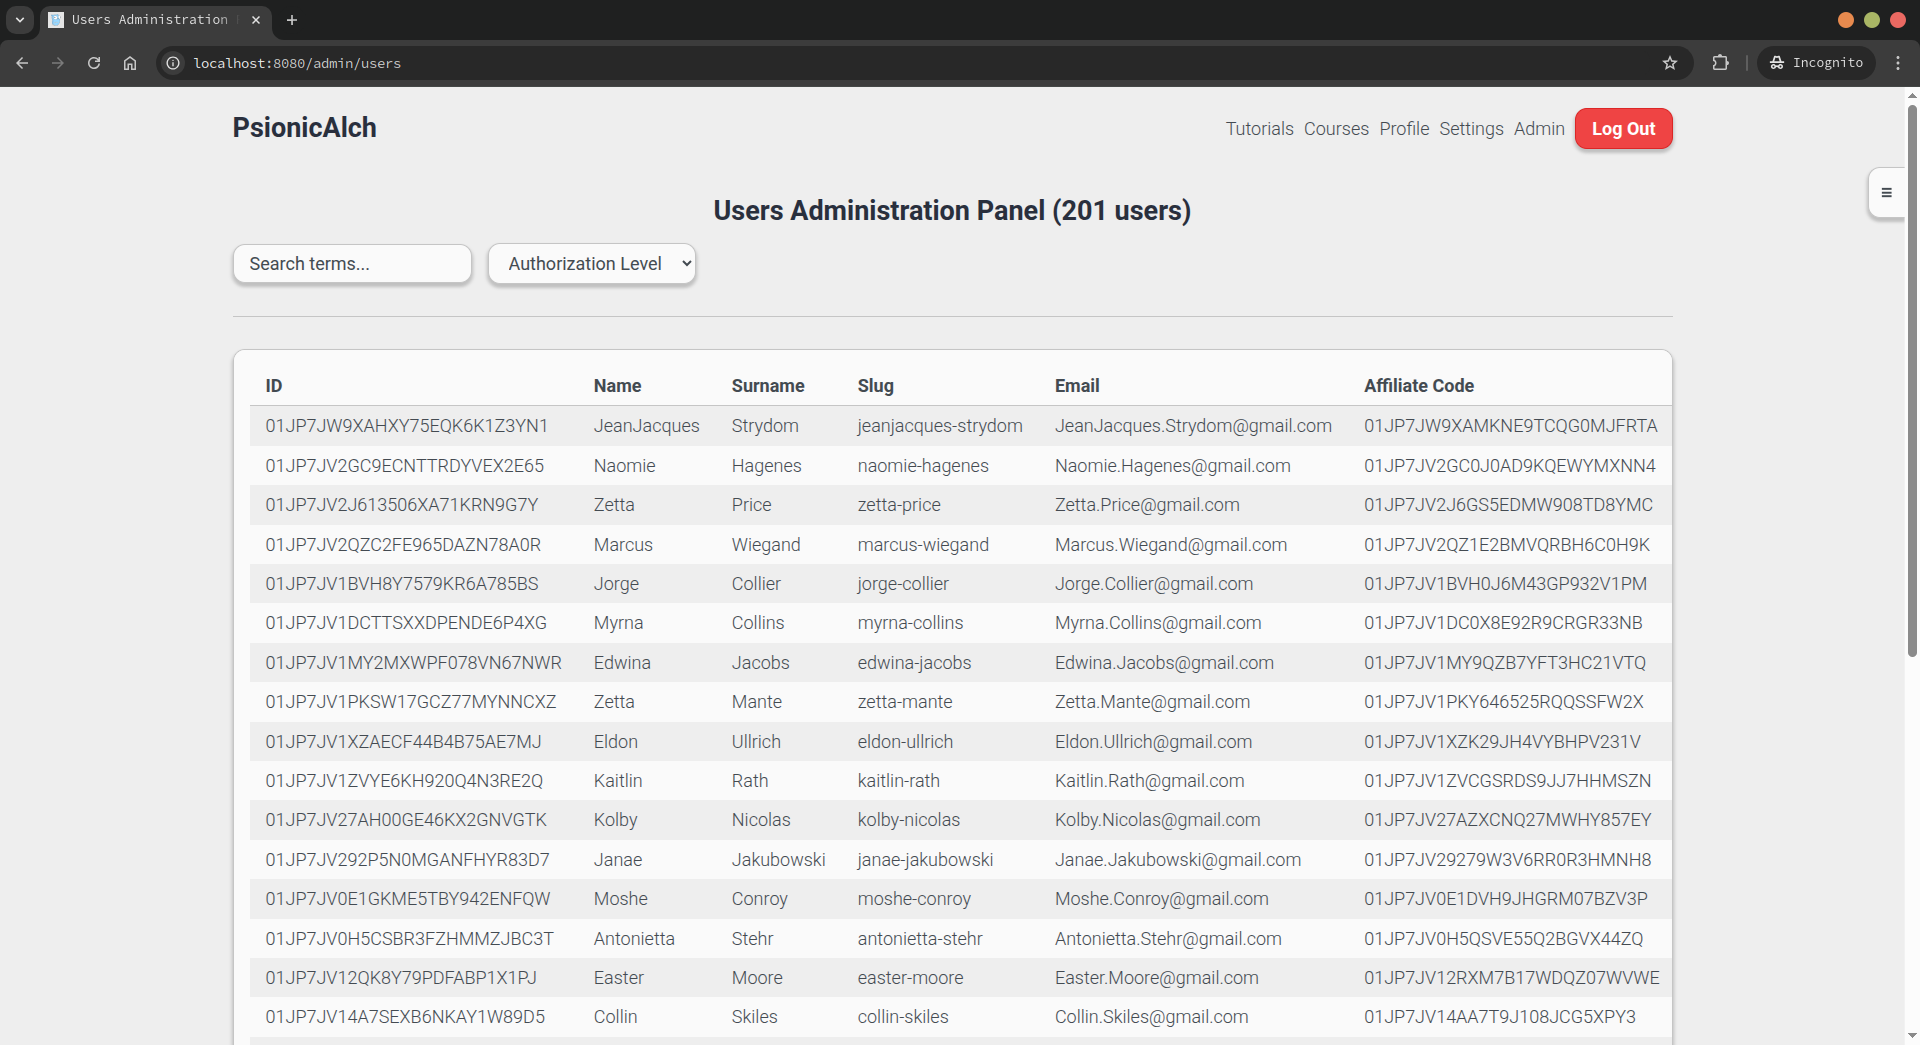 Users Administration
localhost:8080/admin/users
Incognito
PsionicAlch
Tutorials Courses Profile Settings Admin Log Out
Users Administration Panel (201 users)
Search terms... Authorization Level
ID Name Surname Slug Email Affiliate Code
01JP7JW9XAHXY75EQK6K1Z3YN1 JeanJacques Strydom jeanjacques-strydom JeanJacques.Strydom@gmail.com 01JP7JW9XAMKNE9TCQG0MJFRTA
01JP7JV2GC9ECNTTRDYVEX2E65 Naomie Hagenes naomie-hagenes Naomie.Hagenes@gmail.com 01JP7JV2GC0J0AD9KQEWYMXNN4
01JP7JV2J613506XA71KRN9G7Y Zetta Price zetta-price Zetta.Price@gmail.com 01JP7JV2J6GS5EDMW908TD8YMC
01JP7JV2QZC2FE965DAZN78A0R Marcus Wiegand marcus-wiegand Marcus.Wiegand@gmail.com 01JP7JV2QZ1E2BMVQRBH6C0H9K
01JP7JV1BVH8Y7579KR6A785BS Jorge Collier jorge-collier Jorge.Collier@gmail.com 01JP7JV1BVH0J6M43GP932V1PM
01JP7JV1DCTTSXXDPENDE6P4XG Myrna Collins myrna-collins Myrna.Collins@gmail.com 01JP7JV1DC0X8E92R9CRGR33NB
01JP7JV1MY2MXWPF078VN67NWR Edwina Jacobs edwina-jacobs Edwina.Jacobs@gmail.com 01JP7JV1MY9QZB7YFT3HC21VTQ
01JP7JV1PKSW17GCZ77MYNNCXZ Zetta Mante zetta-mante Zetta.Mante@gmail.com 01JP7JV1PKY646525RQQSSFW2X
01JP7JV1XZAECF44B4B75AE7MJ Eldon Ullrich eldon-ullrich Eldon.Ullrich@gmail.com 01JP7JV1XZK29JH4VYBHPV231V
01JP7JV1ZVYE6KH920Q4N3RE2Q Kaitlin Rath kaitlin-rath Kaitlin.Rath@gmail.com 01JP7JV1ZVCGSRDS9JJ7HHMSZN
01JP7JV27AH00GE46KX2GNVGTK Kolby Nicolas kolby-nicolas Kolby.Nicolas@gmail.com 01JP7JV27AZXCNQ27MWHY857EY
01JP7JV292P5N0MGANFHYR83D7 Janae Jakubowski janae-jakubowski Janae.Jakubowski@gmail.com 01JP7JV29279W3V6RR0R3HMNH8
01JP7JV0E1GKME5TBY942ENFQW Moshe Conroy moshe-conroy Moshe.Conroy@gmail.com 01JP7JV0E1DVH9JHGRM07BZV3P
01JP7JV0H5CSBR3FZHMMZJBC3T Antonietta Stehr antonietta-stehr Antonietta.Stehr@gmail.com 01JP7JV0H5QSVE55Q2BGVX44ZQ
01JP7JV12QK8Y79PDFABP1X1PJ Easter Moore easter-moore Easter.Moore@gmail.com 01JP7JV12RXM7B17WDQZ07WVWE
01JP7JV14A7SEXB6NKAY1W89D5 Collin Skiles collin-skiles Collin.Skiles@gmail.com 01JP7JV14AA7T9J108JCG5XPY3